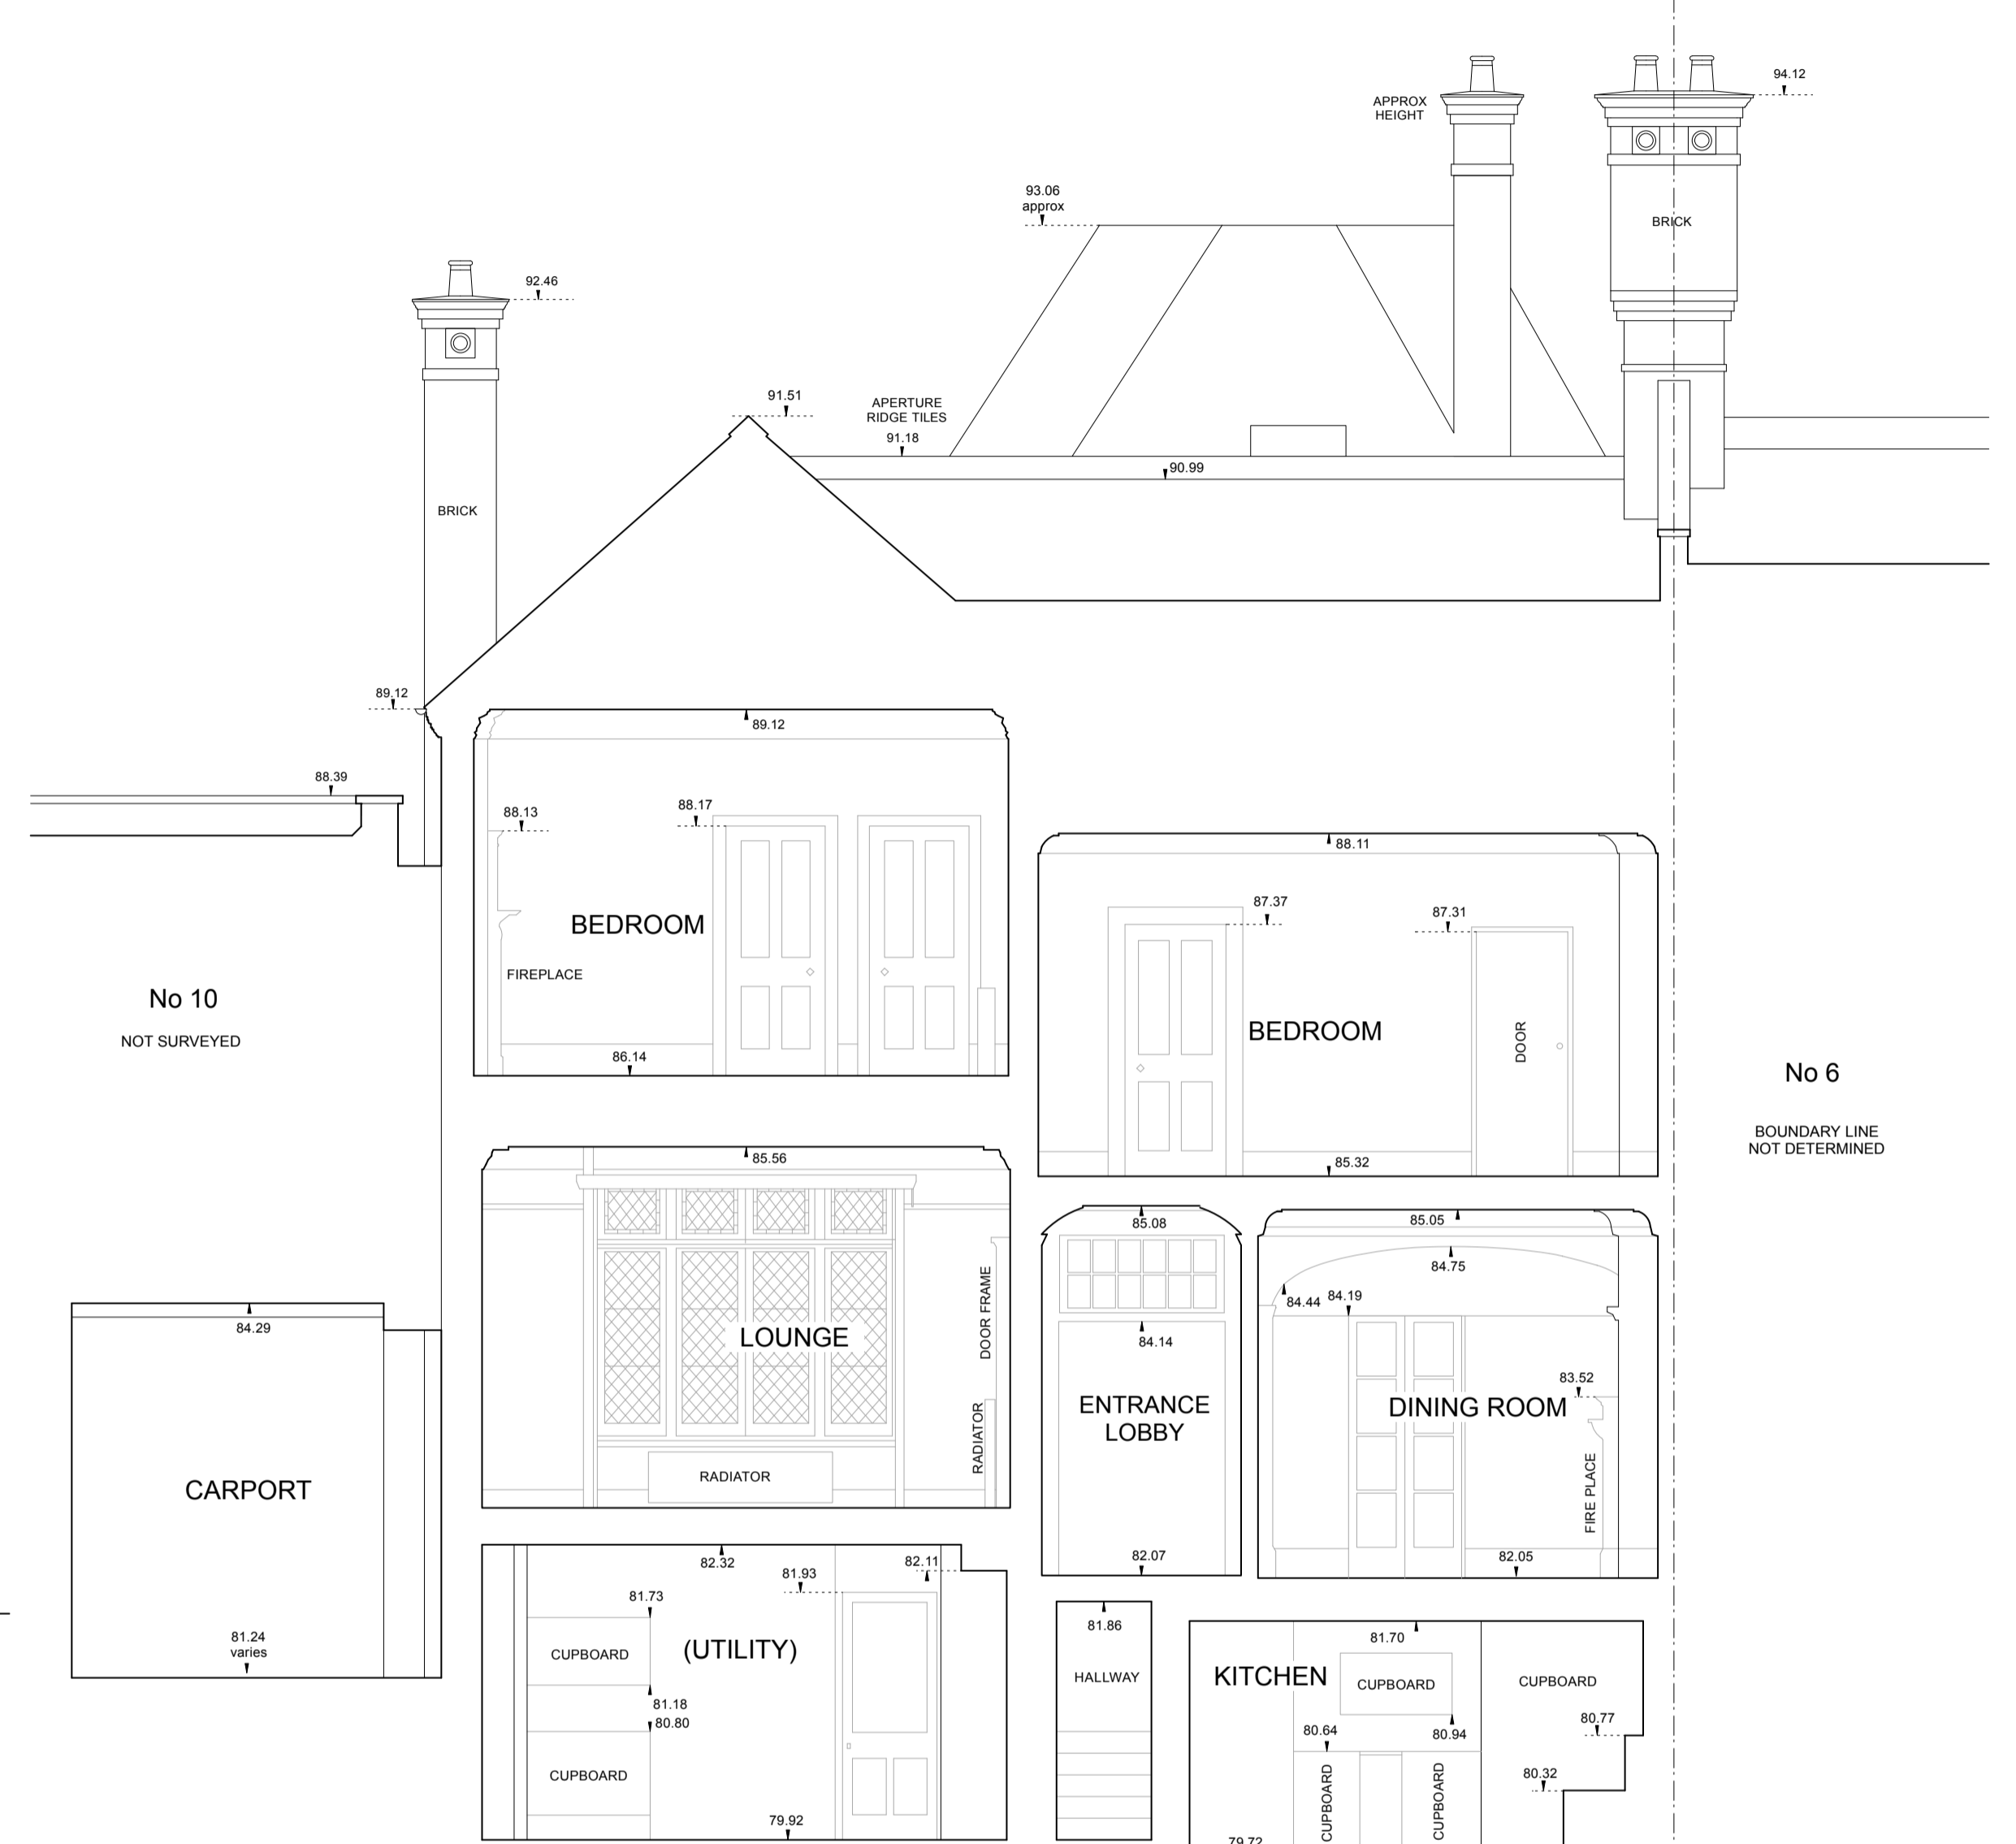 94.12
APPROX
HEIGHT
93.06
approx
BRICK
92.46
91.51
APERTURE
RIDGE TILES
91.18
90.99
BRICK
89.12
89.12
88.39
88.13
88.17
88.11
87.37
87.31
BEDROOM
FIREPLACE
No 10
NOT SURVEYED
BEDROOM
DOOR
86.14
No 6
BOUNDARY LINE
NOT DETERMINED
85.56
85.32
85.08
85.05
84.75
84.44
84.19
84.29
LOUNGE
DOOR FRAME
84.14
83.52
ENTRANCE
LOBBY
DINING ROOM
RADIATOR
RADIATOR
CARPORT
FIRE PLACE
82.32
82.11
82.07
82.05
81.93
81.73
81.86
81.70
81.24
varies
CUPBOARD
(UTILITY)
HALLWAY
KITCHEN
CUPBOARD
CUPBOARD
81.18
80.80
80.64
80.94
80.77
CUPBOARD
80.32
CUPBOARD
CUPBOARD
79.92
79.72